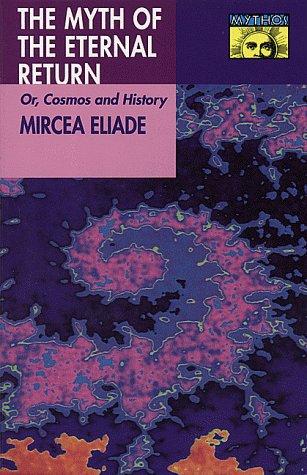 THE MYTH OF
THE ETERNAL
RETURN
MYTHOS
Or, Cosmos and History
MIRCEA ELIADE